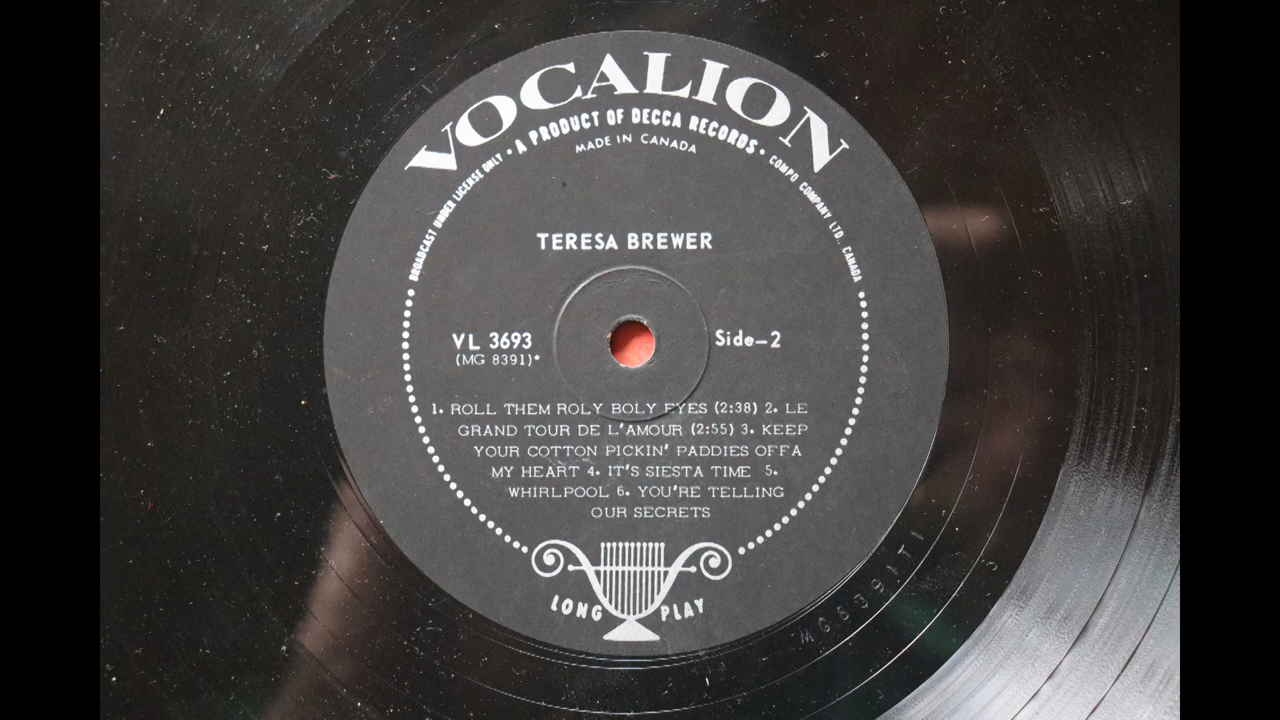 VOCALION
BROADCAST UNDER LICENSE ONLY • A PRODUCT OF DECCA RECORDS • COMPO COMPANY LTD., CANADA
MADE IN CANADA
TERESA BREWER
VL 3693
(MG 8391)*
Side—2
1. ROLL THEM ROLY BOLY EYES (2:38) 2. LE
GRAND TOUR DE L'AMOUR (2:55) 3. KEEP
YOUR COTTON PICKIN' PADDIES OFFA
MY HEART 4. IT'S SIESTA TIME 5.
WHIRLPOOL 6. YOU'RE TELLING
OUR SECRETS
LONG PLAY
MG8391T1